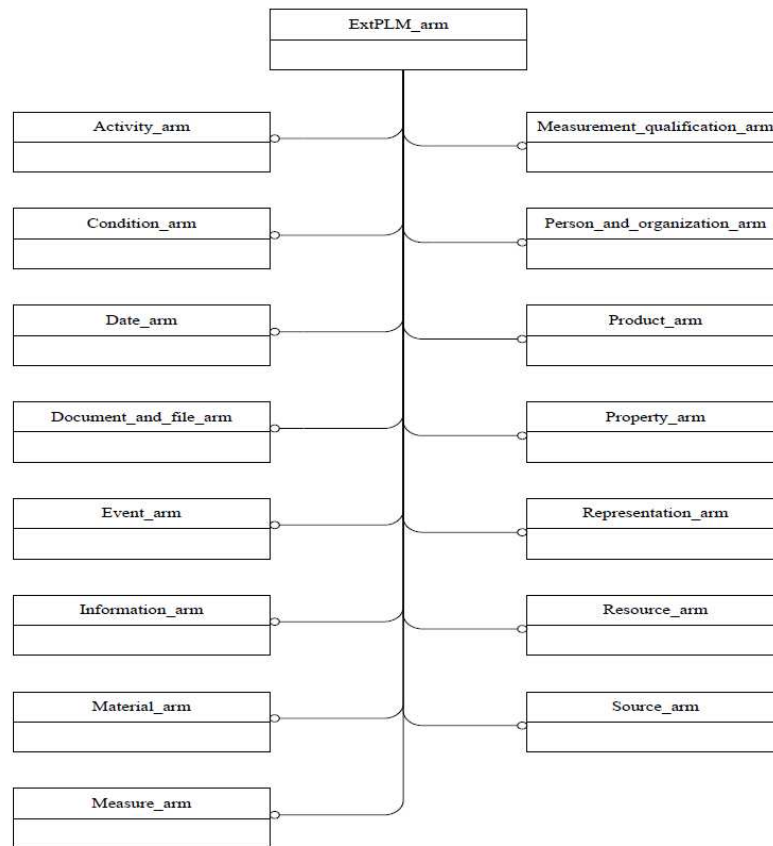 ExtPLM_arm
Activity_arm
Measurement_qualification_arm
Condition_arm
Person_and_organization_arm
Date_arm
Product_arm
Document_and_file_arm
Property_arm
Event_arm
Representation_arm
Information_arm
Resource_arm
Material_arm
Source_arm
Measure_arm